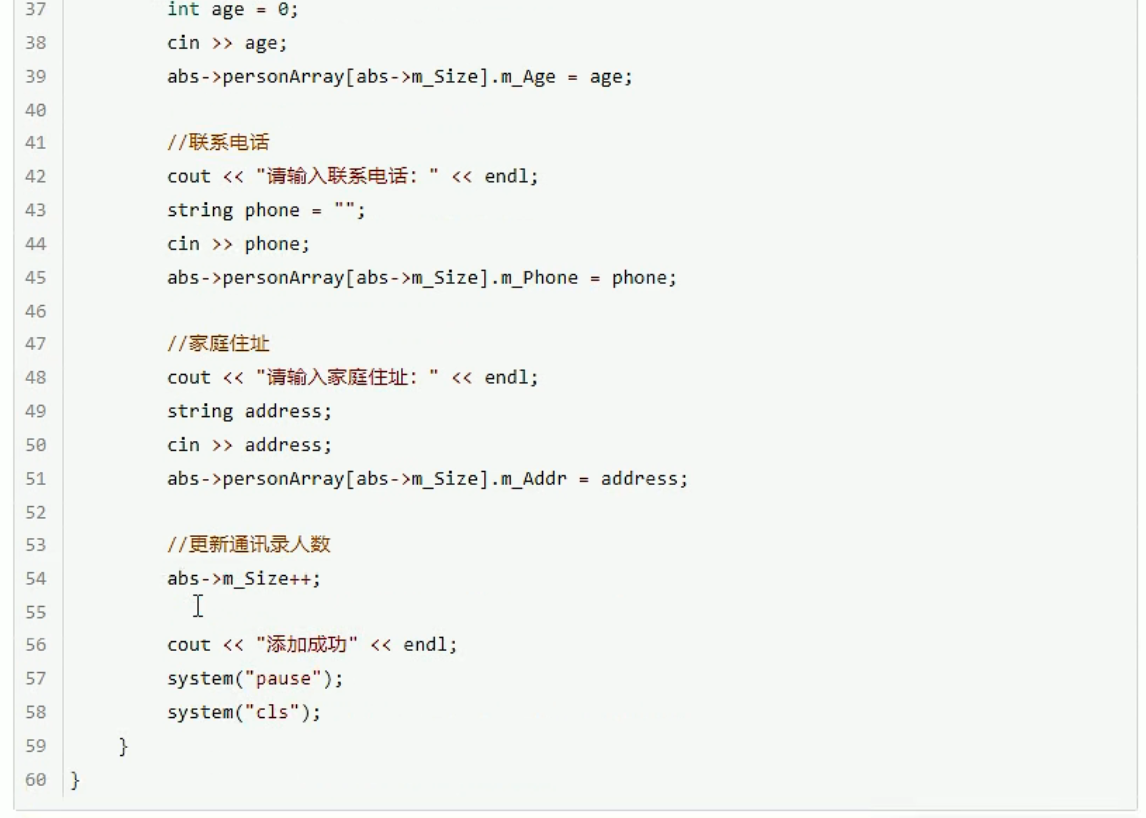 37 int age = 0;
38 cin >> age;
39 abs->personArray[abs->m_Size].m_Age = age;
40
41 //联系电话
42 cout << "请输入联系电话：" << endl;
43 string phone = "";
44 cin >> phone;
45 abs->personArray[abs->m_Size].m_Phone = phone;
46
47 //家庭住址
48 cout << "请输入家庭住址：" << endl;
49 string address;
50 cin >> address;
51 abs->personArray[abs->m_Size].m_Addr = address;
52
53 //更新通讯录人数
54 abs->m_Size++;
55
56 cout << "添加成功" << endl;
57 system("pause");
58 system("cls");
59 }
60 }